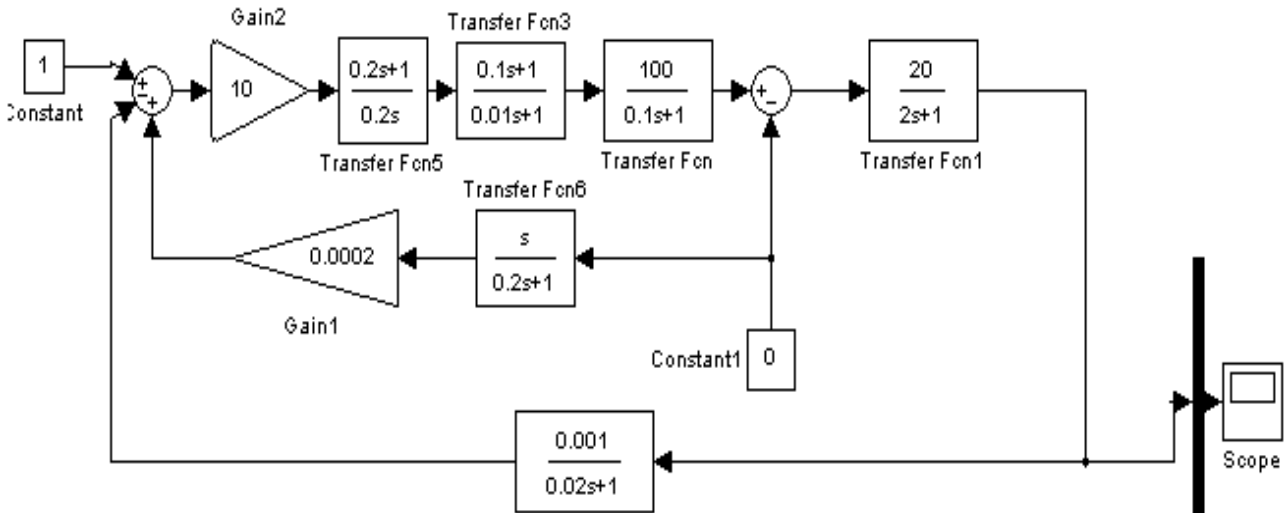 Gain2
Transfer Fcn3
1
+
−
+
10
0.2s+1
0.2s
0.1s+1
0.01s+1
100
0.1s+1
+
−
20
2s+1
Constant
Transfer Fcn5
Transfer Fcn
Transfer Fcn1
Transfer Fcn6
0.0002
s
0.2s+1
Gain1
Constant1
0
0.001
0.02s+1
Scope